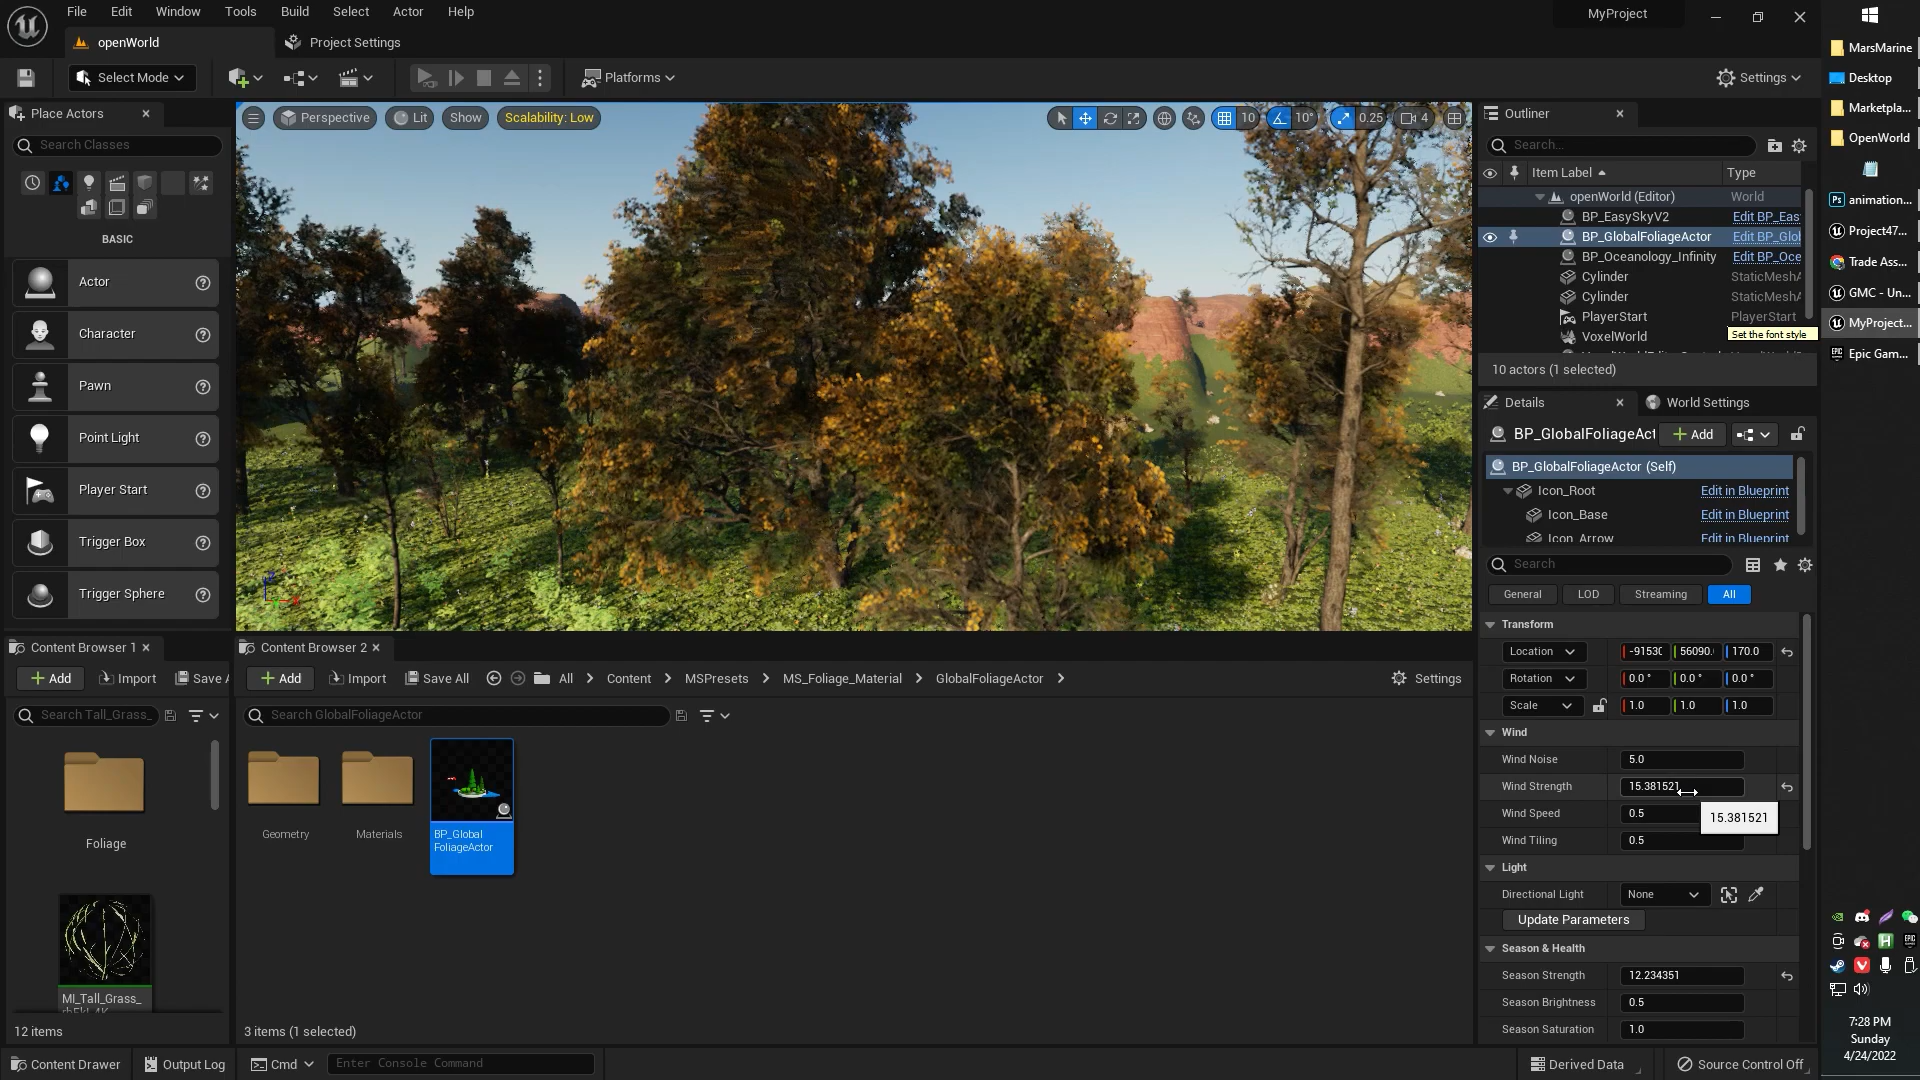 File Edit Window Tools Build Select Actor Help
MyProject
openWorld
Project Settings
Select Mode
Platforms
Settings
Place Actors
Search Classes
BASIC
Actor
Character
Pawn
Point Light
Player Start
Trigger Box
Trigger Sphere
Perspective
Lit
Show
Scalability: Low
10
10°
0.25
4
Outliner
Search...
Item Label
Type
openWorld (Editor) World
BP_EasySkyV2 Edit BP_Eas
BP_GlobalFoliageActor Edit BP_Glol
BP_Oceanology_Infinity Edit BP_Oce
Cylinder StaticMeshA
Cylinder StaticMeshA
PlayerStart PlayerStart
Set the font style
VoxelWorld
10 actors (1 selected)
Details
World Settings
BP_GlobalFoliageAct
Add
BP_GlobalFoliageActor (Self)
Icon_Root Edit in Blueprint
Icon_Base Edit in Blueprint
Icon_Arrow Edit in Blueprint
Search
General LOD Streaming All
Transform
Location -91530 56090. 170.0
Rotation 0.0 ° 0.0 ° 0.0 °
Scale 1.0 1.0 1.0
Wind
Wind Noise 5.0
Wind Strength 15.381521
Wind Speed 0.5
15.381521
Wind Tiling 0.5
Light
Directional Light None
Update Parameters
Season & Health
Season Strength 12.234351
Season Brightness 0.5
Season Saturation 1.0
Content Browser 1
Add Import Save A
Search Tall_Grass_
Foliage
MI_Tall_Grass_
12 items
Content Browser 2
Add Import Save All All Content MSPresets MS_Foliage_Material GlobalFoliageActor Settings
Search GlobalFoliageActor
Geometry
Materials
BP_Global
FoliageActor
3 items (1 selected)
Content Drawer
Output Log
Cmd
Enter Console Command
Derived Data
Source Control Off
MarsMarine
Desktop
Marketpla...
OpenWorld
animation...
Project47...
Trade Ass...
GMC - Un...
MyProject...
Epic Gam...
7:28 PM
Sunday
4/24/2022